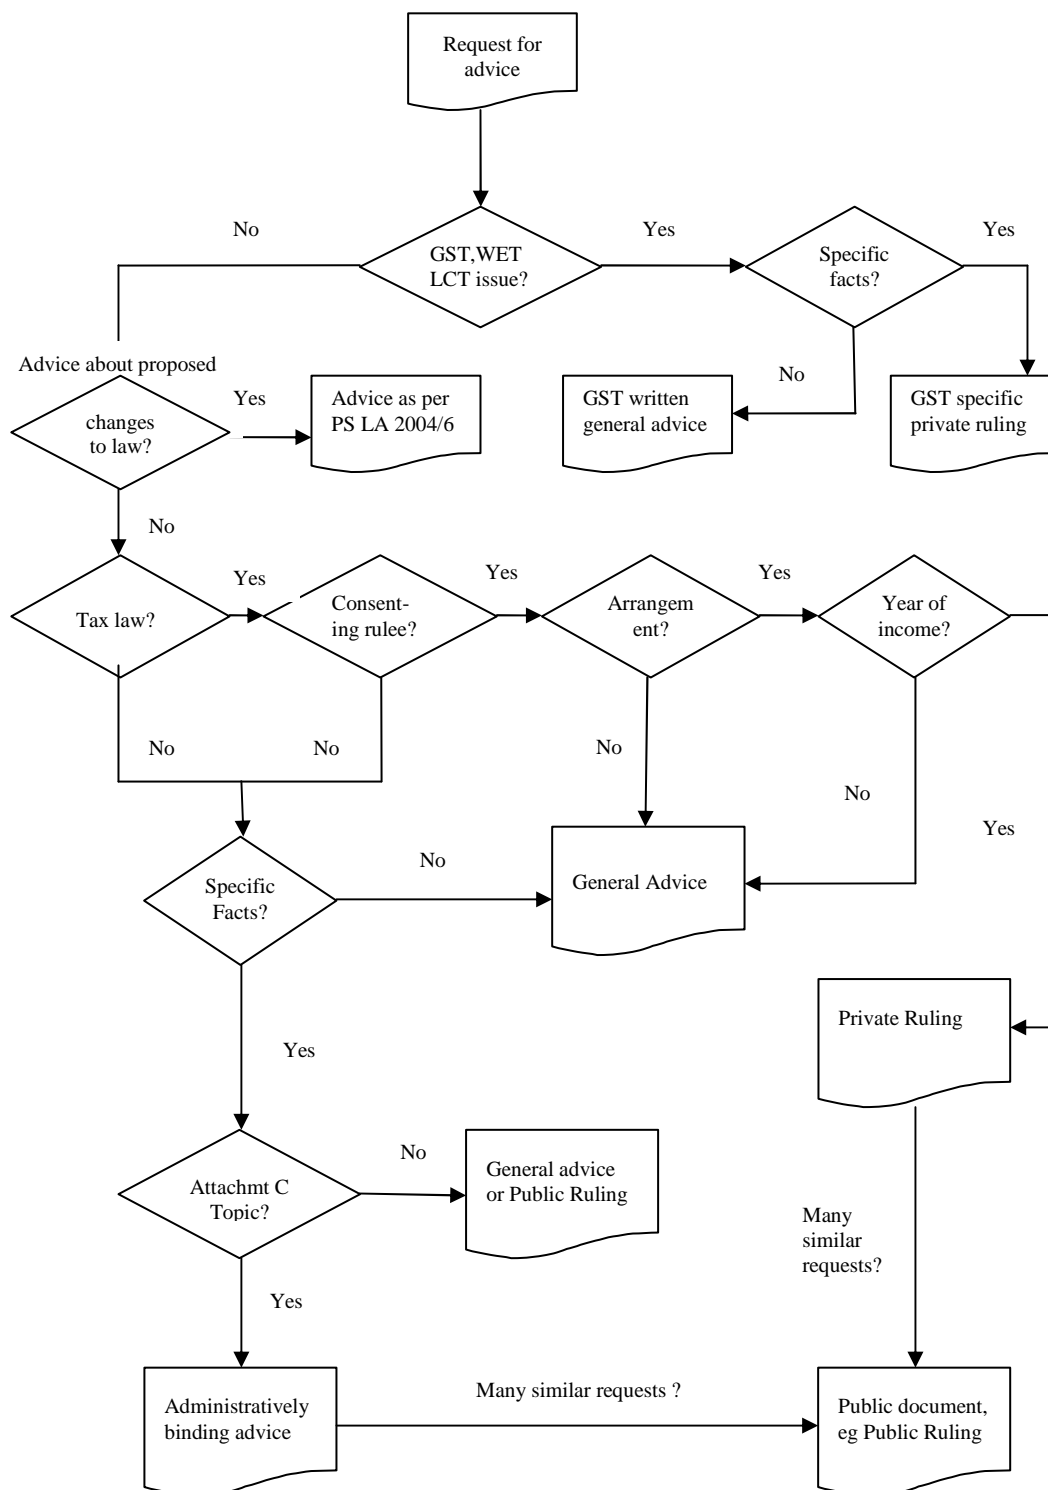 Request for
advice
No
GST,WET
LCT issue?
Yes
Specific
facts?
Yes
Advice about proposed
changes
to law?
Yes
Advice as per
PS LA 2004/6
No
GST written
general advice
GST specific
private ruling
No
Tax law?
Yes
Consent-
ing rulee?
Yes
Arrangem
ent?
Yes
Year of
income?
No
No
No
No
Yes
Specific
Facts?
No
General Advice
Yes
Private Ruling
Attachmt C
Topic?
No
General advice
or Public Ruling
Many
similar
requests?
Yes
Administratively
binding advice
Many similar requests ?
Public document,
eg Public Ruling